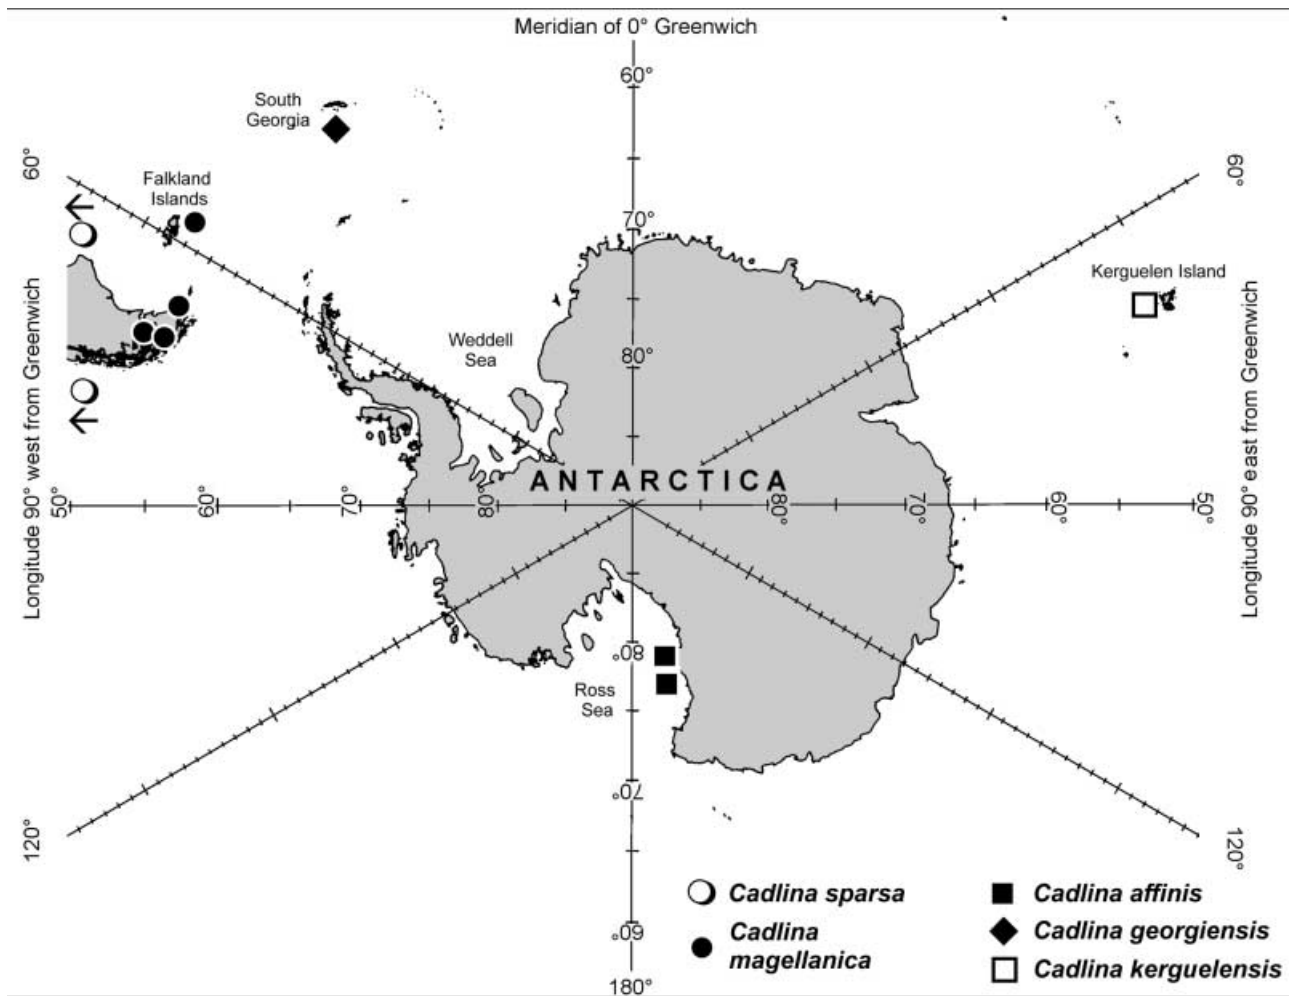 Meridian of 0° Greenwich
60°
South
Georgia
60°
60°
Falkland
Islands
70°
Kerguelen Island
Weddell
Sea
80°
Longitude 90° west from Greenwich
Longitude 90° east from Greenwich
ANTARCTICA
50°
60°
70°
80°
80°
70°
60°
50°
80°
Ross
Sea
70°
120°
120°
60°
180°
Cadlina sparsa
Cadlina
magellanica
Cadlina affinis
Cadlina georgiensis
Cadlina kerguelensis